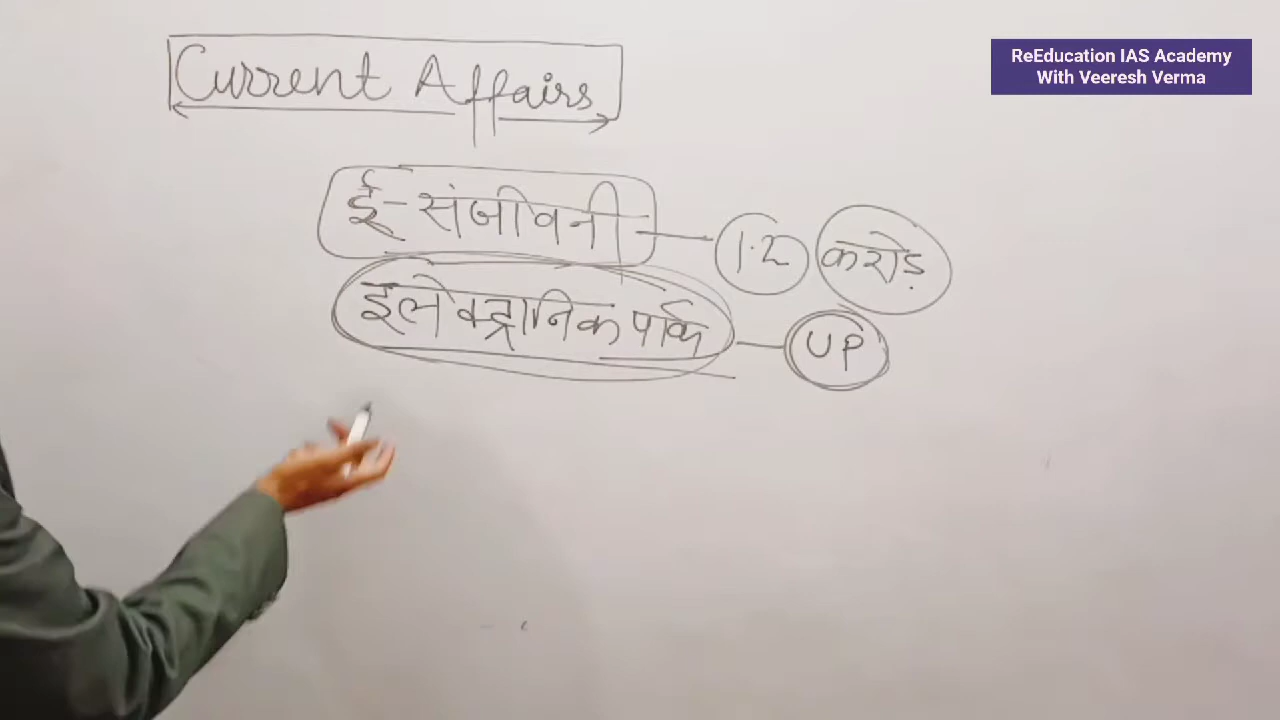 ReEducation IAS Academy
With Veeresh Verma
Current Affairs
ई-संजीवनी - 1.2 करोड़
इलेक्ट्रानिक पार्क - UP